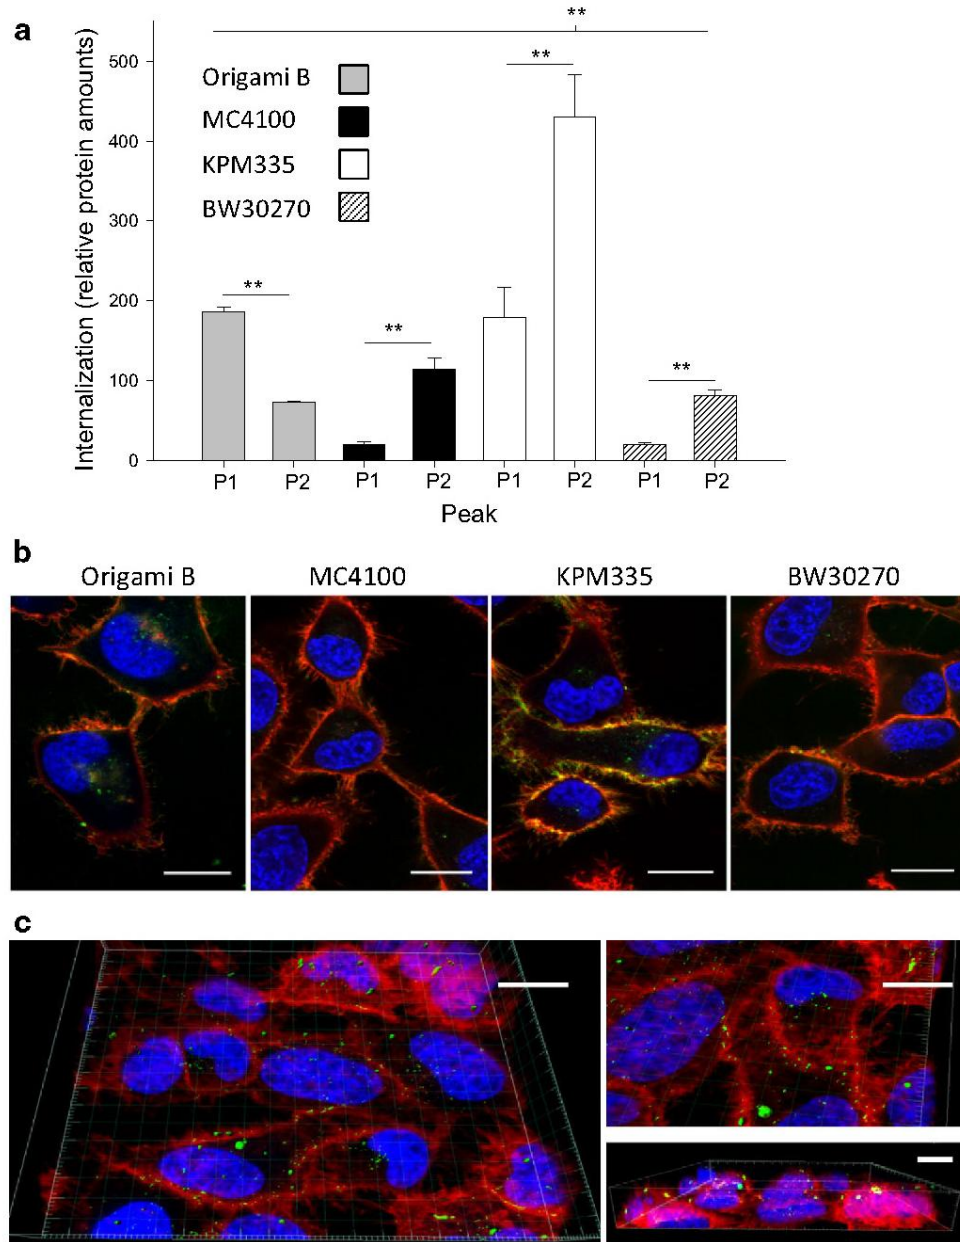 a
**
Internalization (relative protein amounts)
500
400
300
200
100
0
Origami B
MC4100
KPM335
BW30270
**
**
**
**
P1 P2 P1 P2 P1 P2 P1 P2
Peak
b
Origami B MC4100 KPM335 BW30270
c